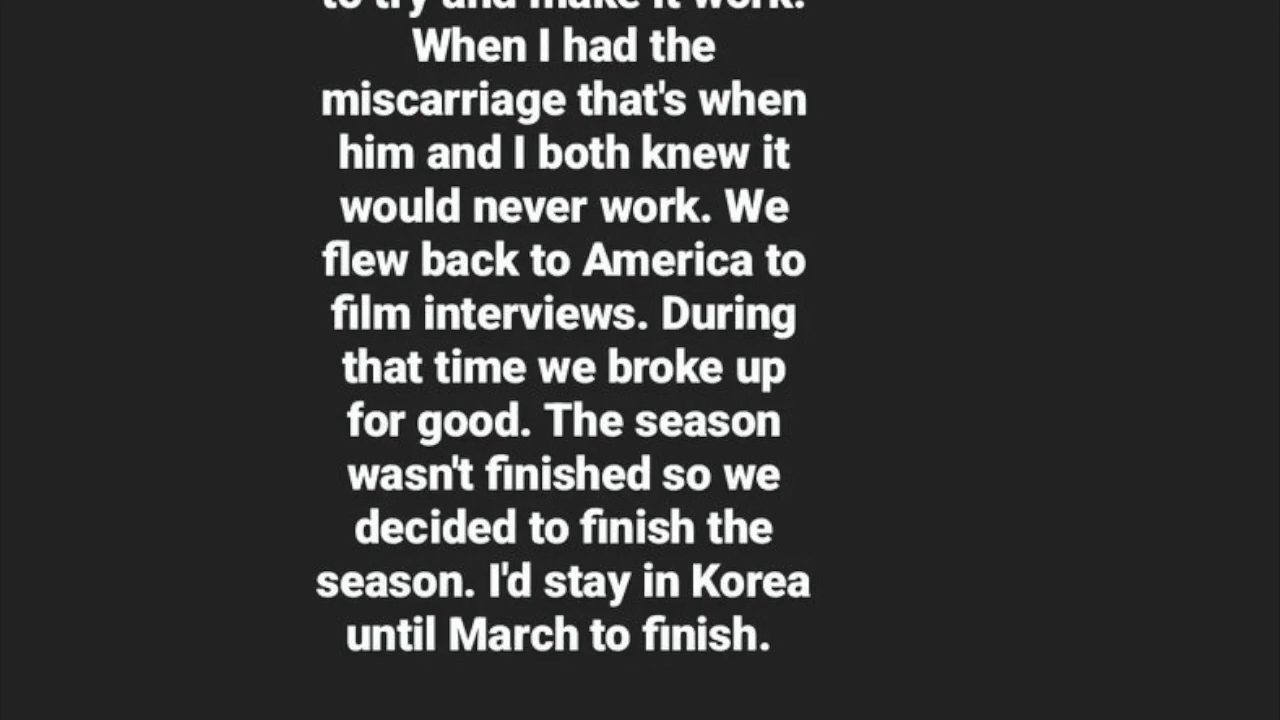 to try and make it work.
When I had the
miscarriage that's when
him and I both knew it
would never work. We
flew back to America to
film interviews. During
that time we broke up
for good. The season
wasn't finished so we
decided to finish the
season. I'd stay in Korea
until March to finish.